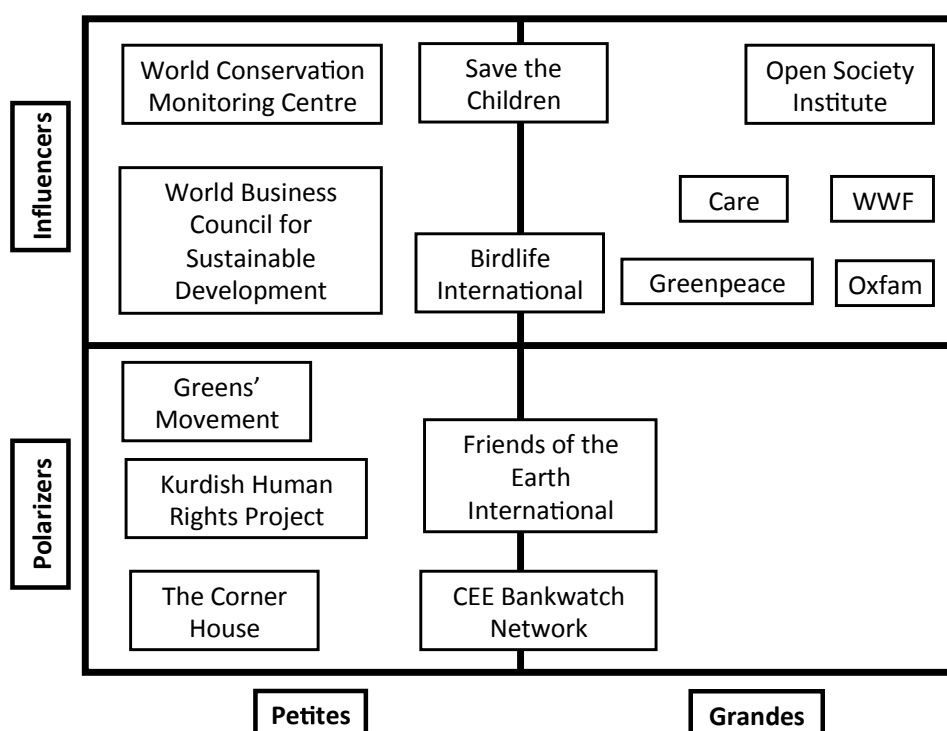 World Conservation
Monitoring Centre
Save the
Children
Open Society
Institute
Influencers
World Business
Council for
Sustainable
Development
Care
WWF
Birdlife
International
Greenpeace
Oxfam
Greens’
Movement
Friends of the
Earth
International
Polarizers
Kurdish Human
Rights Project
The Corner
House
CEE Bankwatch
Network
Petites
Grandes